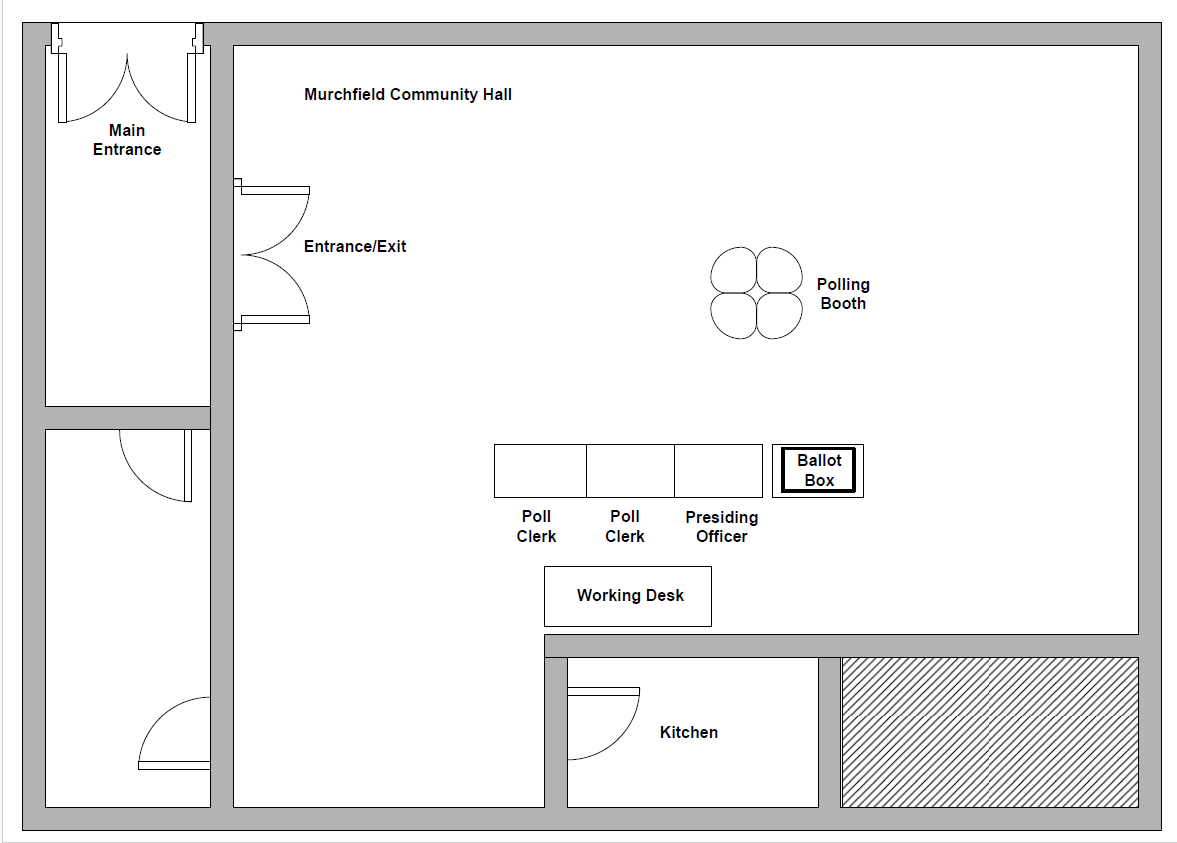 Murchfield Community Hall
Main
Entrance
Entrance/Exit
Polling
Booth
Ballot
Box
Poll
Clerk
Poll
Clerk
Presiding
Officer
Working Desk
Kitchen